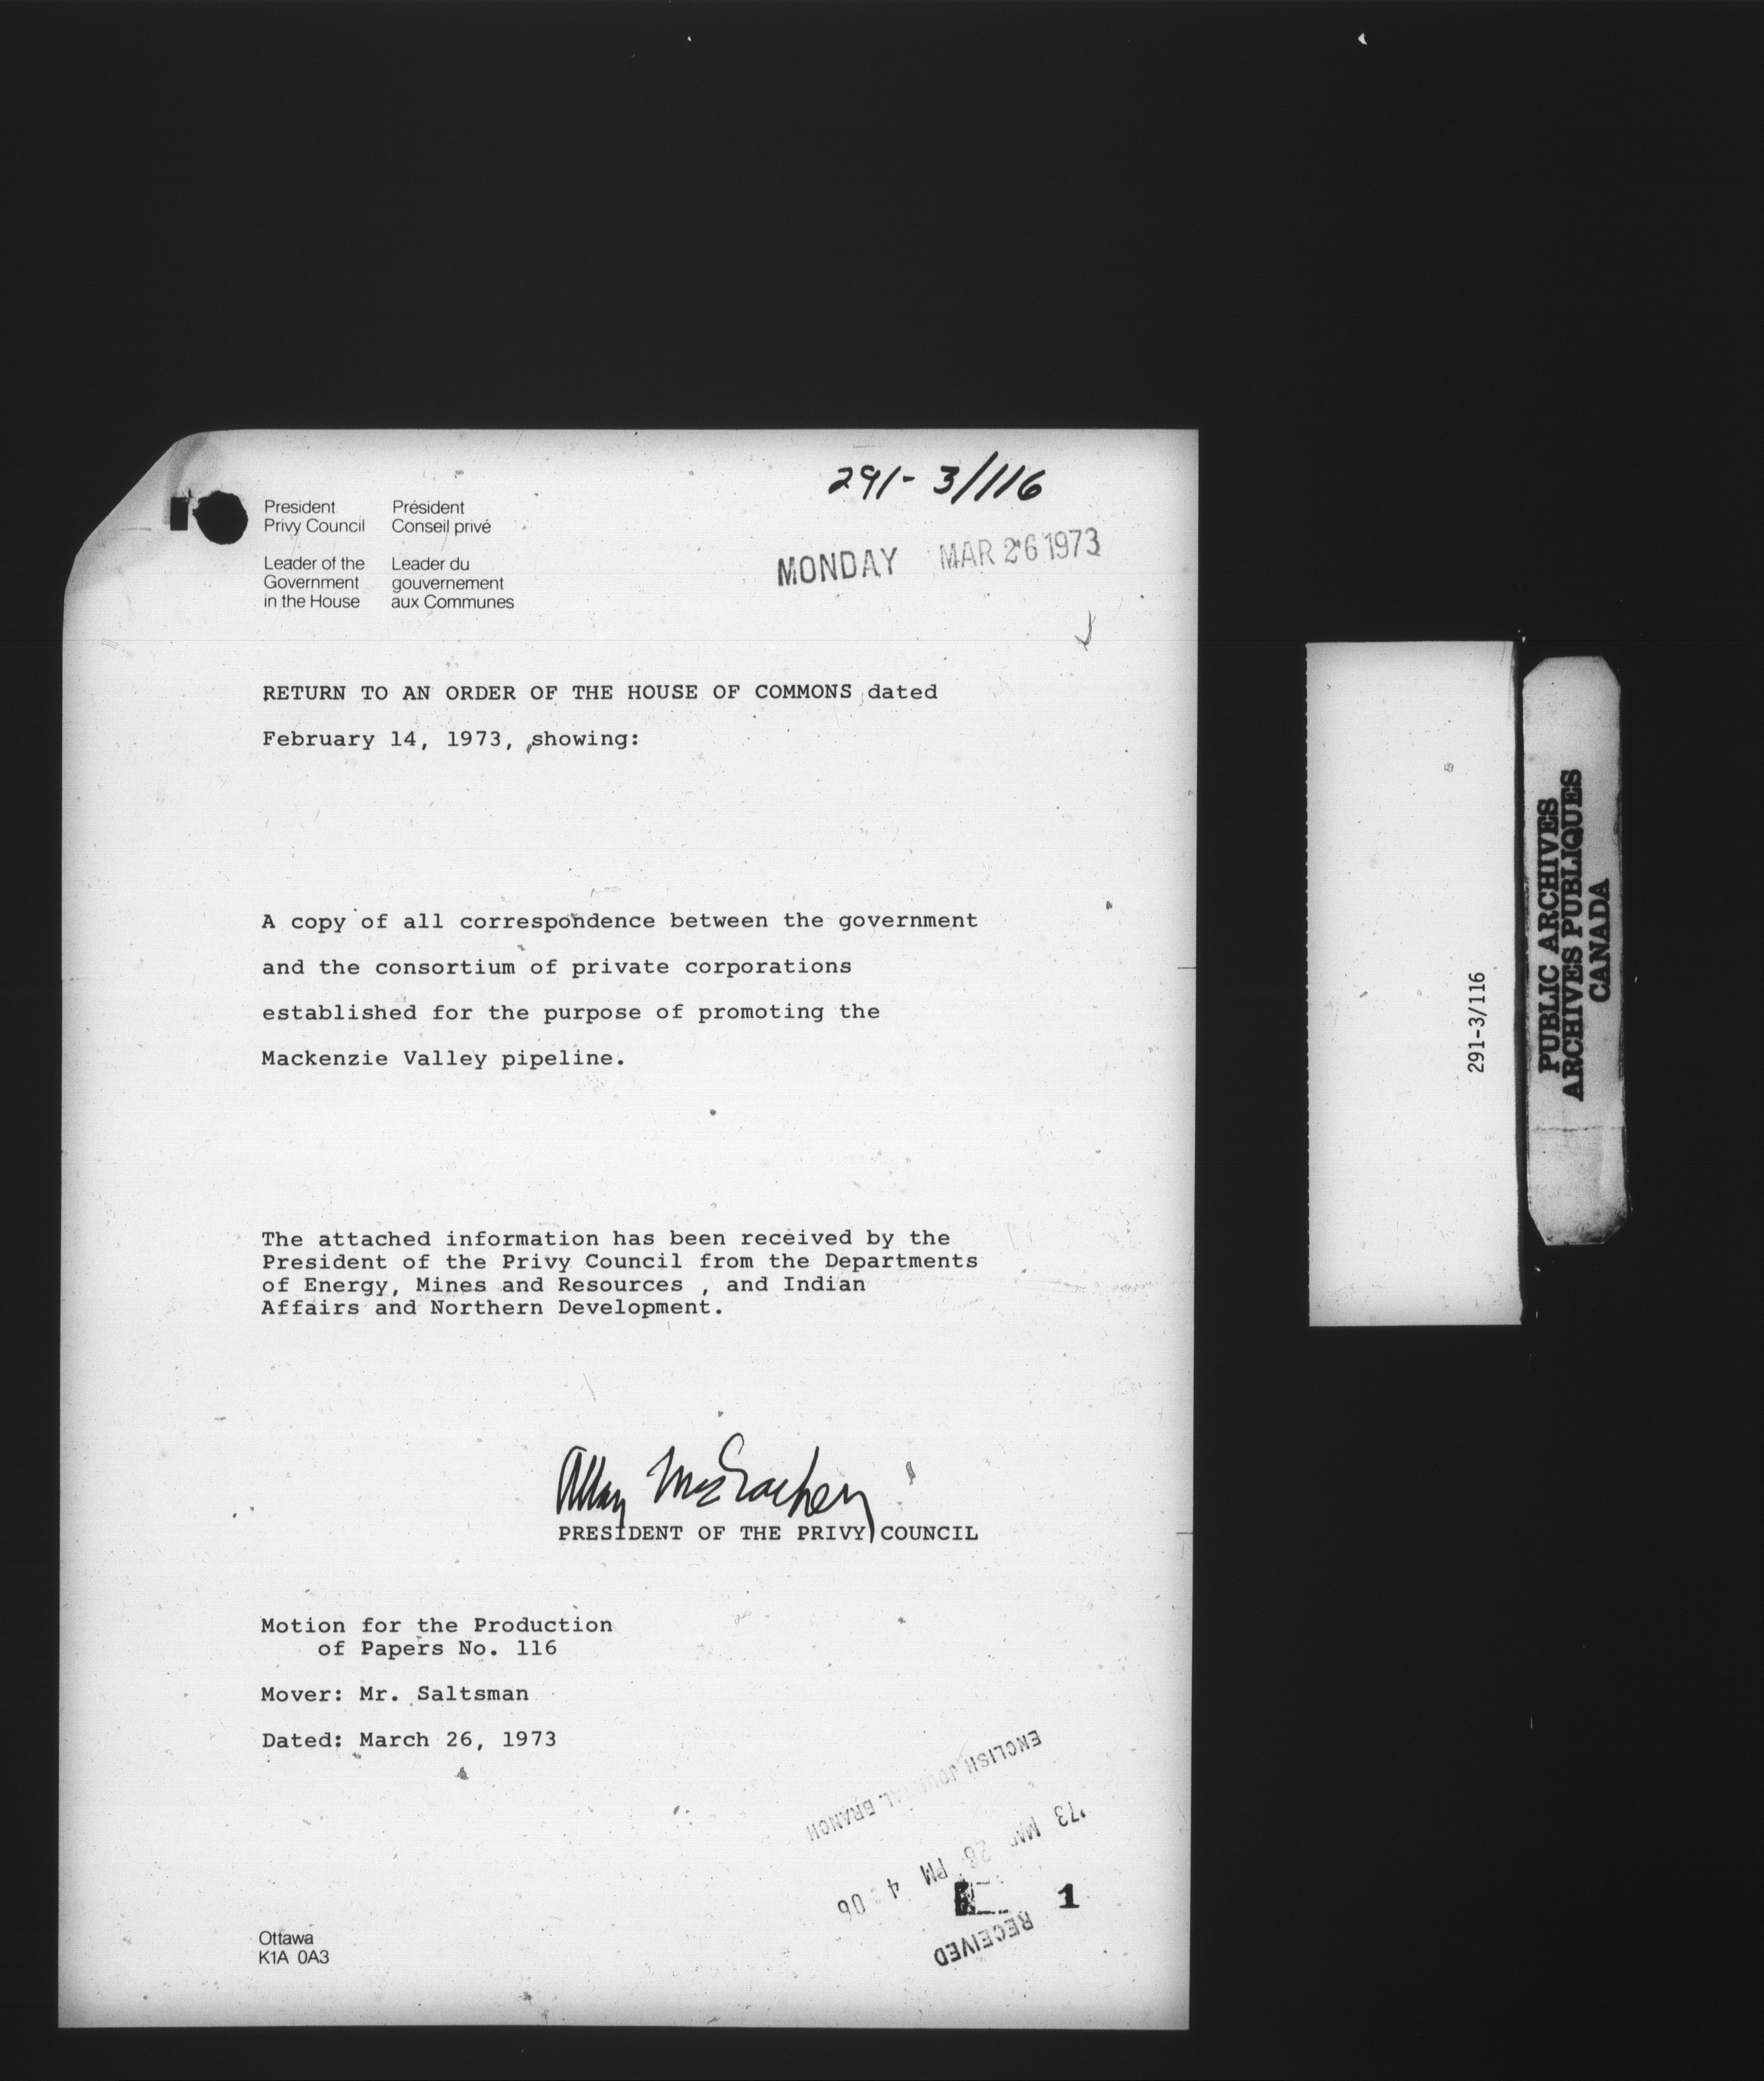 291-3/116
MONDAY MAR 26 1973
President
Privy Council
Président
Conseil privé
Leader of the
Government
in the House
Leader du
gouvernement
aux Communes
RETURN TO AN ORDER OF THE HOUSE OF COMMONS dated
February 14, 1973, showing:
A copy of all correspondence between the government
and the consortium of private corporations
established for the purpose of promoting the
Mackenzie Valley pipeline.
The attached information has been received by the
President of the Privy Council from the Departments
of Energy, Mines and Resources , and Indian
Affairs and Northern Development.
Allan MacEachen
PRESIDENT OF THE PRIVY COUNCIL
Motion for the Production
of Papers No. 116
Mover: Mr. Saltsman
Dated: March 26, 1973
RECEIVED
'73 MAR 26 PM 4:06
ENGLISH JOURNAL BRANCH
1
Ottawa
K1A 0A3
291-3/116
PUBLIC ARCHIVES
ARCHIVES PUBLIQUES
CANADA